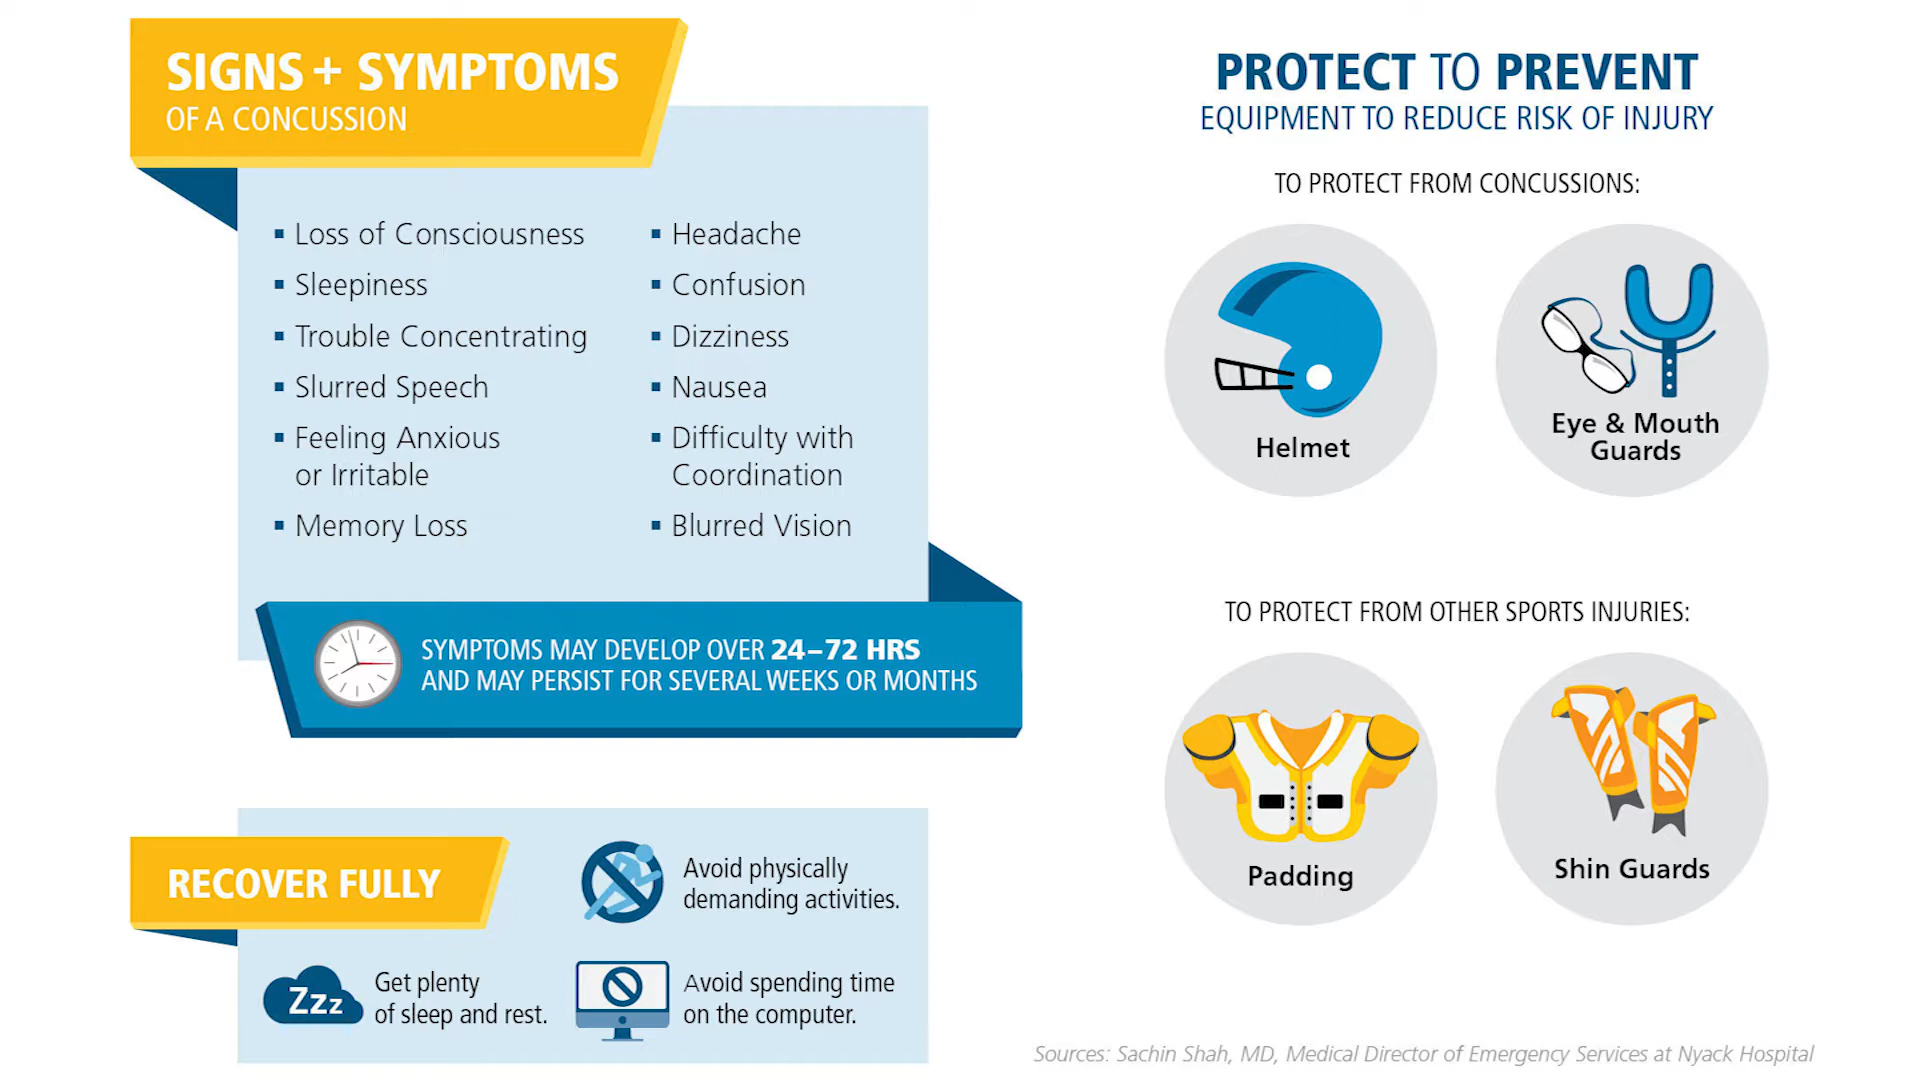 SIGNS + SYMPTOMS
OF A CONCUSSION
▪ Loss of Consciousness
▪ Sleepiness
▪ Trouble Concentrating
▪ Slurred Speech
▪ Feeling Anxious
or Irritable
▪ Memory Loss
▪ Headache
▪ Confusion
▪ Dizziness
▪ Nausea
▪ Difficulty with
Coordination
▪ Blurred Vision
SYMPTOMS MAY DEVELOP OVER 24–72 HRS
AND MAY PERSIST FOR SEVERAL WEEKS OR MONTHS
RECOVER FULLY
Avoid physically
demanding activities.
Zzz
Get plenty
of sleep and rest.
Avoid spending time
on the computer.
PROTECT TO PREVENT
EQUIPMENT TO REDUCE RISK OF INJURY
TO PROTECT FROM CONCUSSIONS:
Helmet
Eye & Mouth
Guards
TO PROTECT FROM OTHER SPORTS INJURIES:
Padding
Shin Guards
Sources: Sachin Shah, MD, Medical Director of Emergency Services at Nyack Hospital